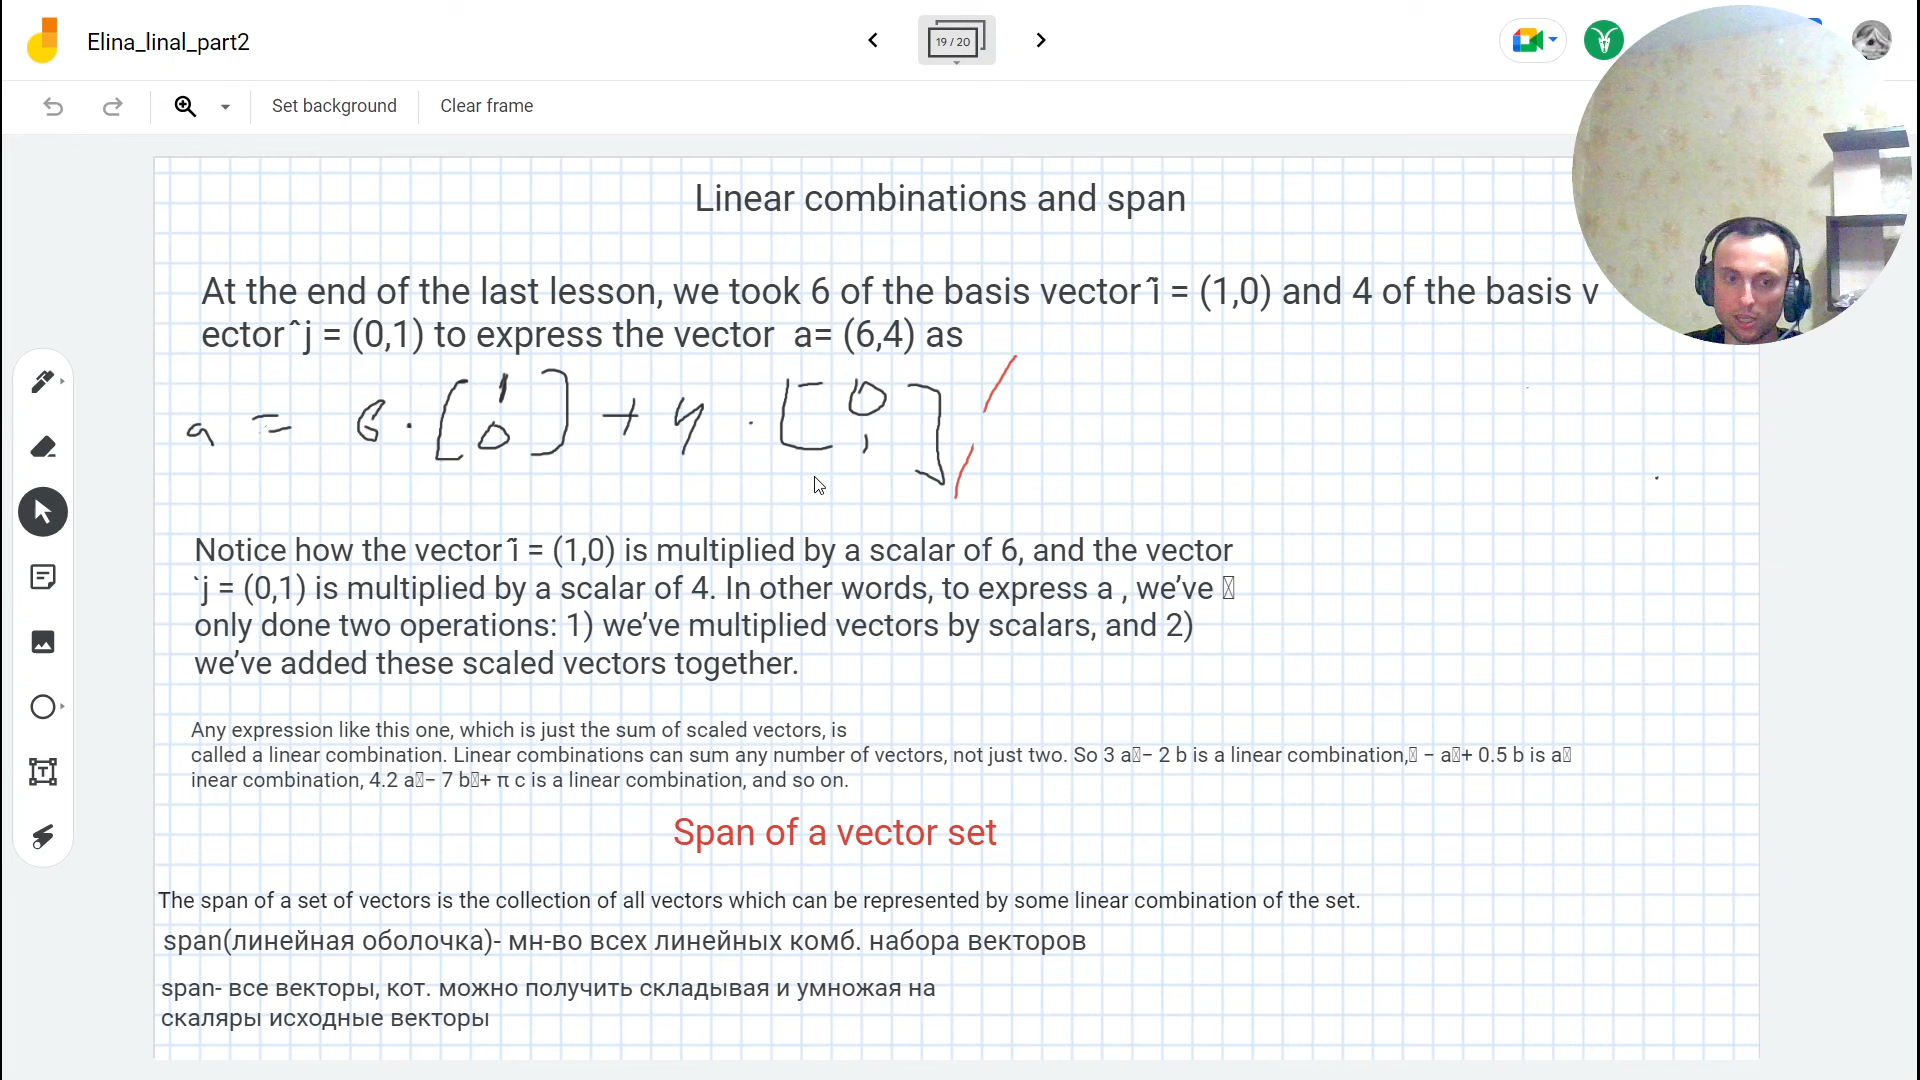 Elina_linal_part2
19 / 20
Set background
Clear frame
Linear combinations and span
At the end of the last lesson, we took 6 of the basis vector î = (1,0) and 4 of the basis v
ector ˆj = (0,1) to express the vector a= (6,4) as
a = 6 · [1 0] + 4 · [0 1]
Notice how the vector î = (1,0) is multiplied by a scalar of 6, and the vector
`j = (0,1) is multiplied by a scalar of 4. In other words, to express a , we’ve
only done two operations: 1) we’ve multiplied vectors by scalars, and 2)
we’ve added these scaled vectors together.
Any expression like this one, which is just the sum of scaled vectors, is
called a linear combination. Linear combinations can sum any number of vectors, not just two. So 3 a − 2 b is a linear combination, − a + 0.5 b is a
inear combination, 4.2 a − 7 b + π c is a linear combination, and so on.
Span of a vector set
The span of a set of vectors is the collection of all vectors which can be represented by some linear combination of the set.
span(линейная оболочка)- мн-во всех линейных комб. набора векторов
span- все векторы, кот. можно получить складывая и умножая на
скаляры исходные векторы